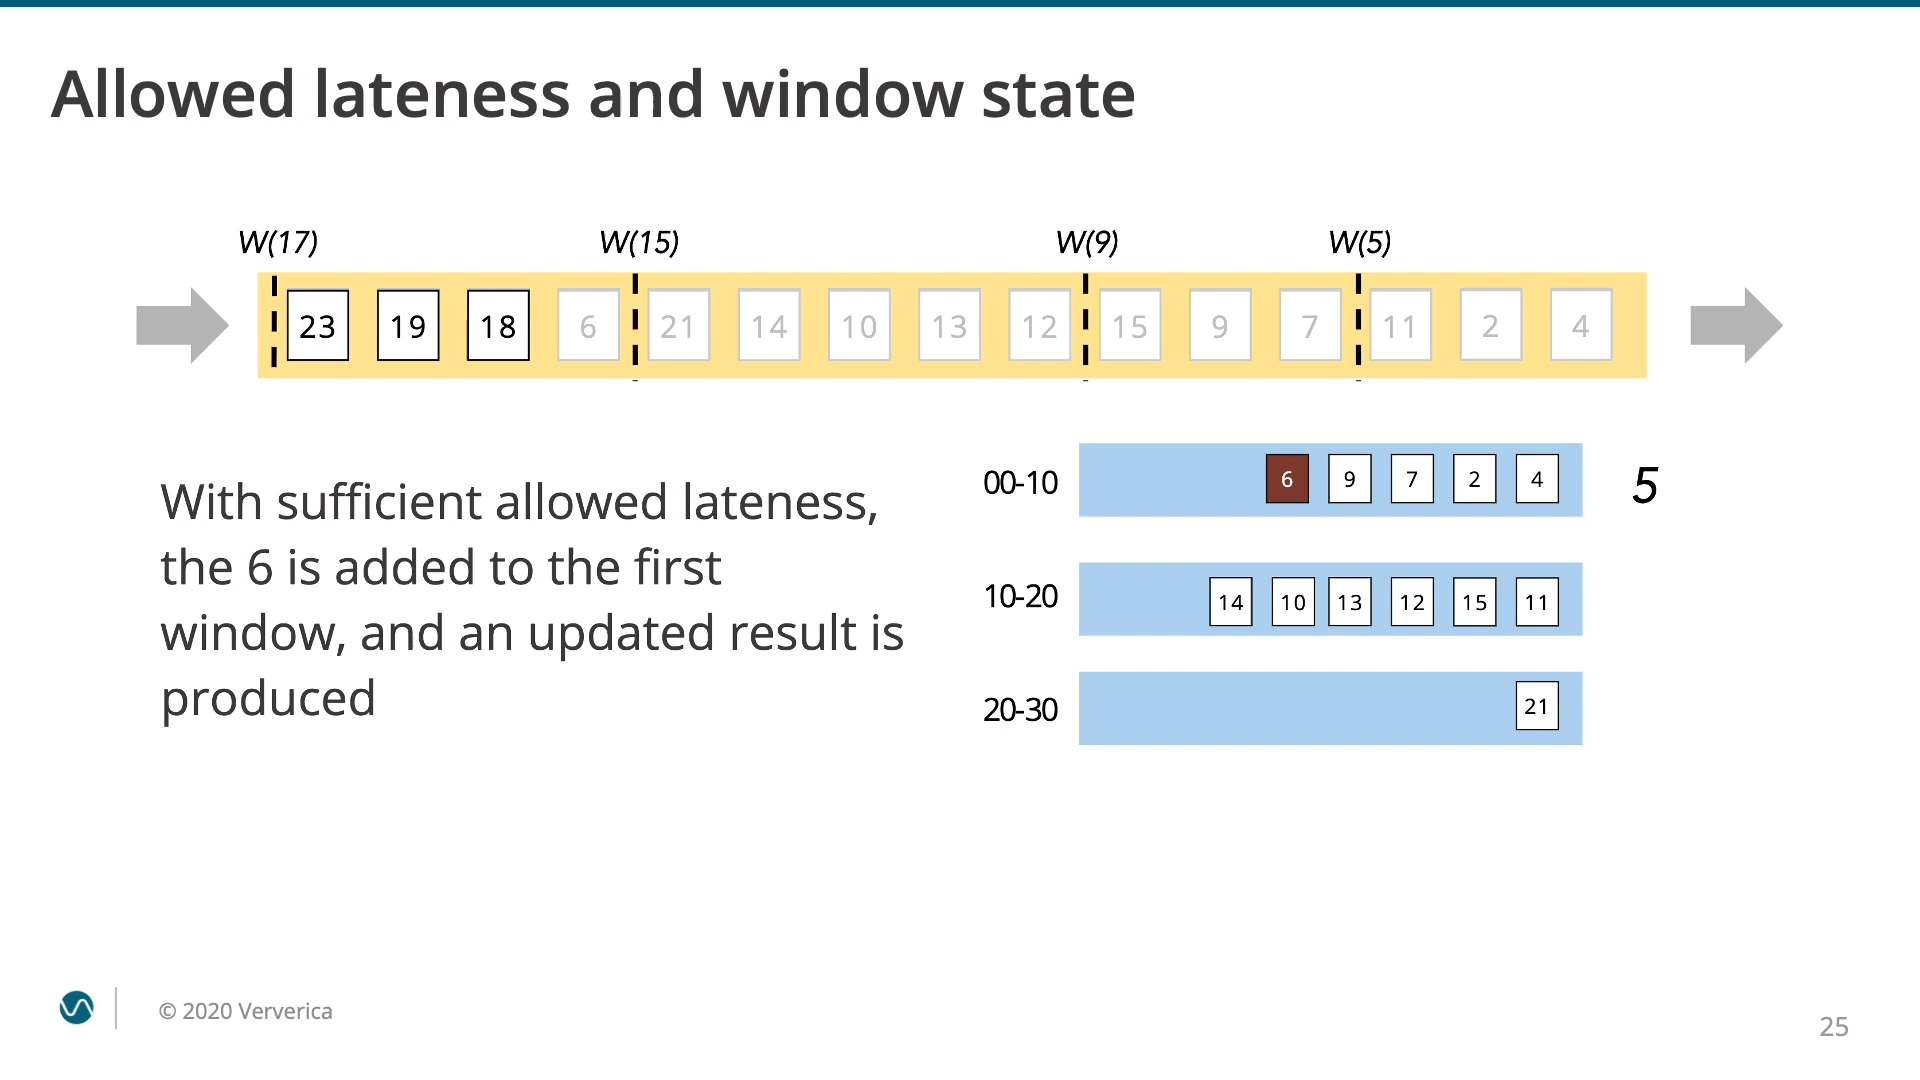 Allowed lateness and window state
W(17) W(15) W(9) W(5)
23 19 18 6 21 14 10 13 12 15 9 7 11 2 4
With sufficient allowed lateness,
the 6 is added to the first
window, and an updated result is
produced
00-10 6 9 7 2 4 5
10-20 14 10 13 12 15 11
20-30 21
© 2020 Ververica
25